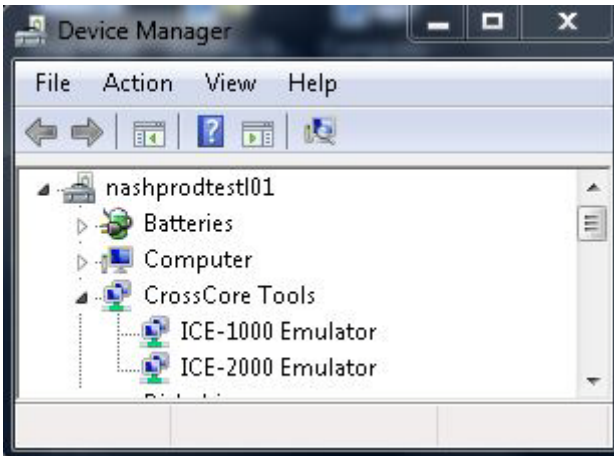 Device Manager
File Action View Help
nashprodtestl01
Batteries
Computer
CrossCore Tools
ICE-1000 Emulator
ICE-2000 Emulator